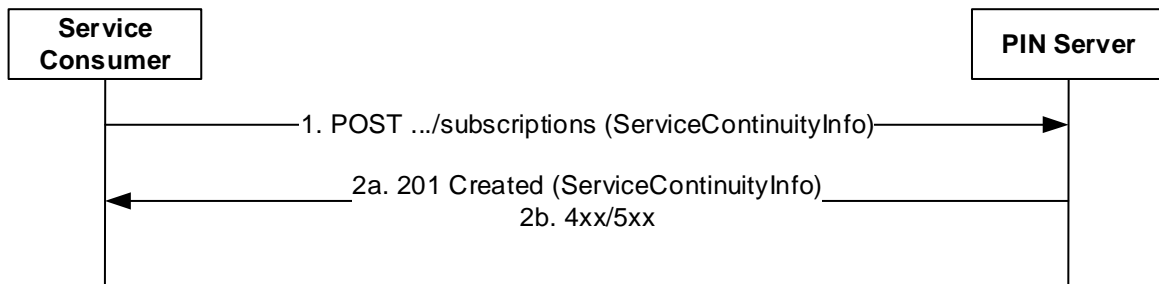 Service
Consumer
PIN Server
1. POST .../subscriptions (ServiceContinuityInfo)
2a. 201 Created (ServiceContinuityInfo)
2b. 4xx/5xx